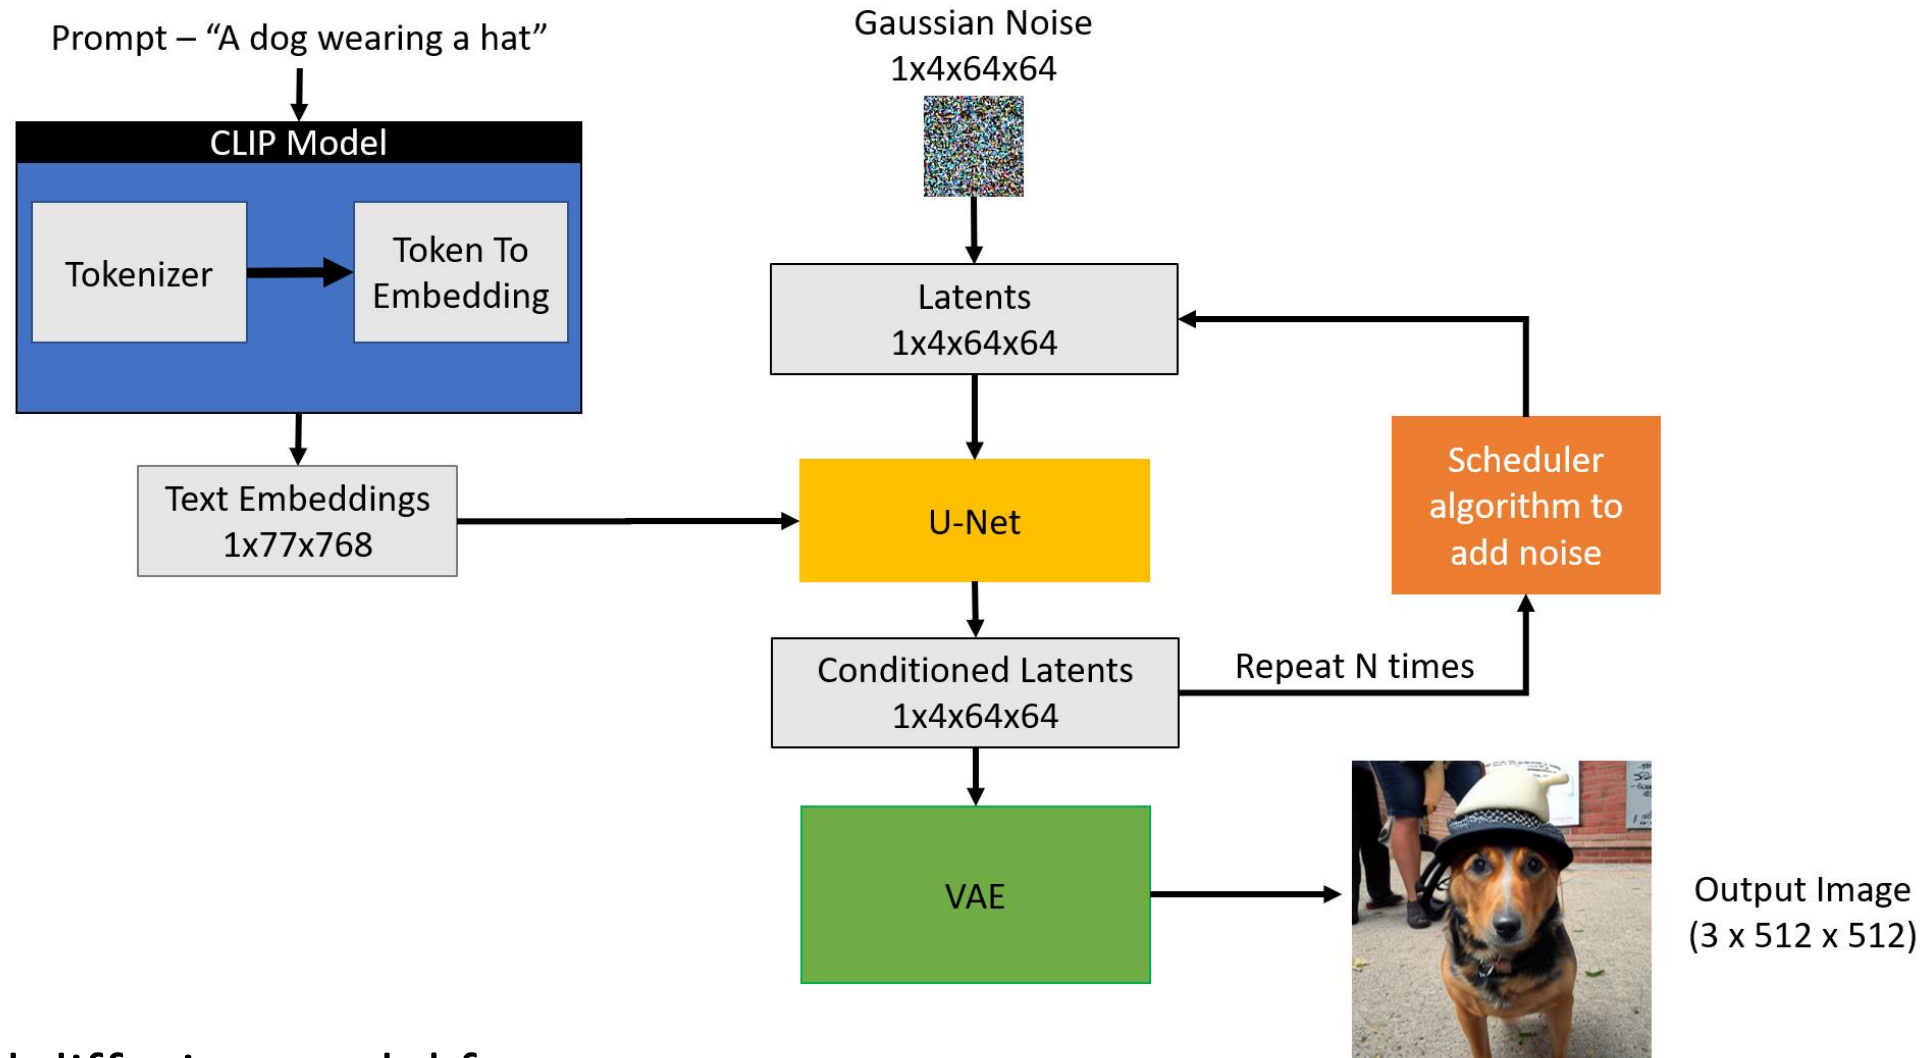 Prompt – “A dog wearing a hat”
CLIP Model
Tokenizer
Token To
Embedding
Text Embeddings
1x77x768
Gaussian Noise
1x4x64x64
Latents
1x4x64x64
U-Net
Conditioned Latents
1x4x64x64
Repeat N times
Scheduler
algorithm to
add noise
VAE
Output Image
(3 x 512 x 512)